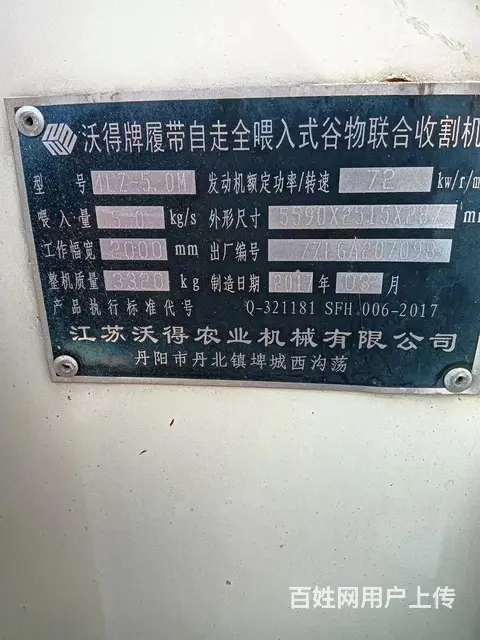 沃得牌履带自走全喂入式谷物联合收割机
型 号 4LZ-5.0M 发动机额定功率/转速 72 kw/r/m
喂入量 5.0 kg/s 外形尺寸 5590X2515X28 mm
工作幅宽 2000 mm 出厂编号
整机质量 3320 kg 制造日期 2017 年 08 月
产品执行标准代号 Q-321181 SFH 006-2017
江苏沃得农业机械有限公司
丹阳市丹北镇埤城西沟荡
百姓网用户上传